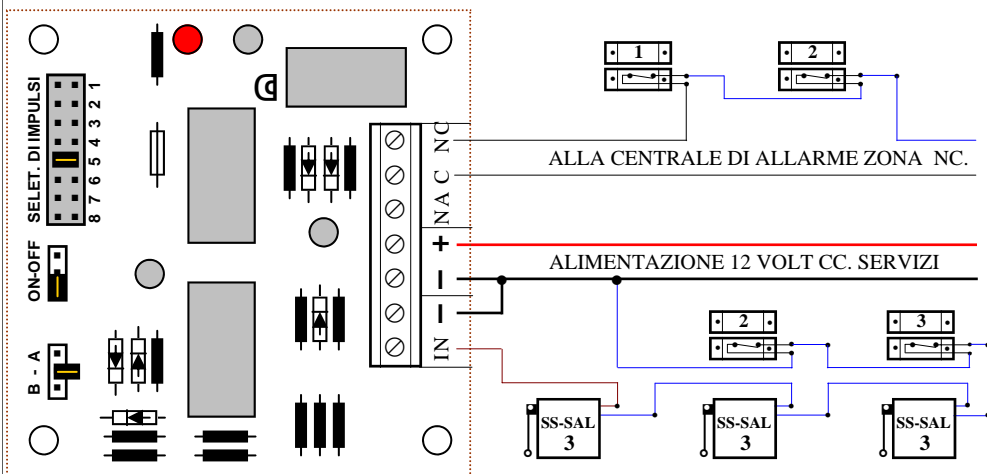 SELET. DI IMPULSI
1
2
3
4
5
6
7
8
ON-OFF
B - A
NC
C
NA
+
–
–
IN
1
2
ALLA CENTRALE DI ALLARME ZONA NC.
ALIMENTAZIONE 12 VOLT CC. SERVIZI
2
3
SS-SAL
3
SS-SAL
3
SS-SAL
3